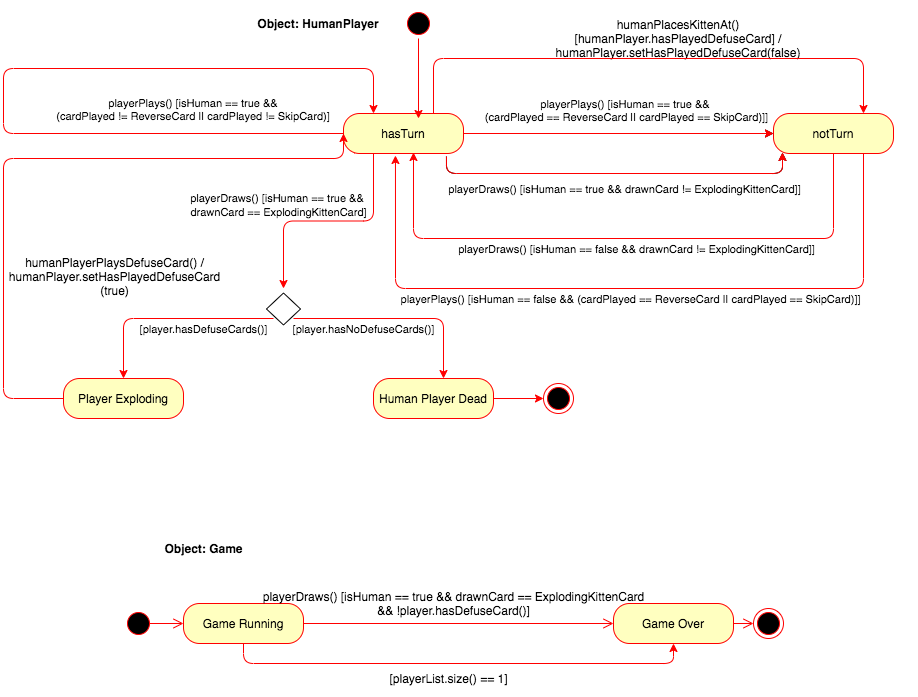 Object: HumanPlayer
humanPlacesKittenAt()
[humanPlayer.hasPlayedDefuseCard] /
humanPlayer.setHasPlayedDefuseCard(false)
playerPlays() [isHuman == true &&
(cardPlayed != ReverseCard II cardPlayed != SkipCard)]
playerPlays() [isHuman == true &&
(cardPlayed == ReverseCard II cardPlayed == SkipCard)]]
hasTurn
notTurn
playerDraws() [isHuman == true && drawnCard != ExplodingKittenCard]]
playerDraws() [isHuman == true &&
drawnCard == ExplodingKittenCard]
playerDraws() [isHuman == false && drawnCard != ExplodingKittenCard]]
humanPlayerPlaysDefuseCard() /
humanPlayer.setHasPlayedDefuseCard
(true)
playerPlays() [isHuman == false && (cardPlayed == ReverseCard II cardPlayed == SkipCard)]]
[player.hasDefuseCards()]
[player.hasNoDefuseCards()]
Player Exploding
Human Player Dead
Object: Game
playerDraws() [isHuman == true && drawnCard == ExplodingKittenCard
&& !player.hasDefuseCard()]
Game Running
Game Over
[playerList.size() == 1]